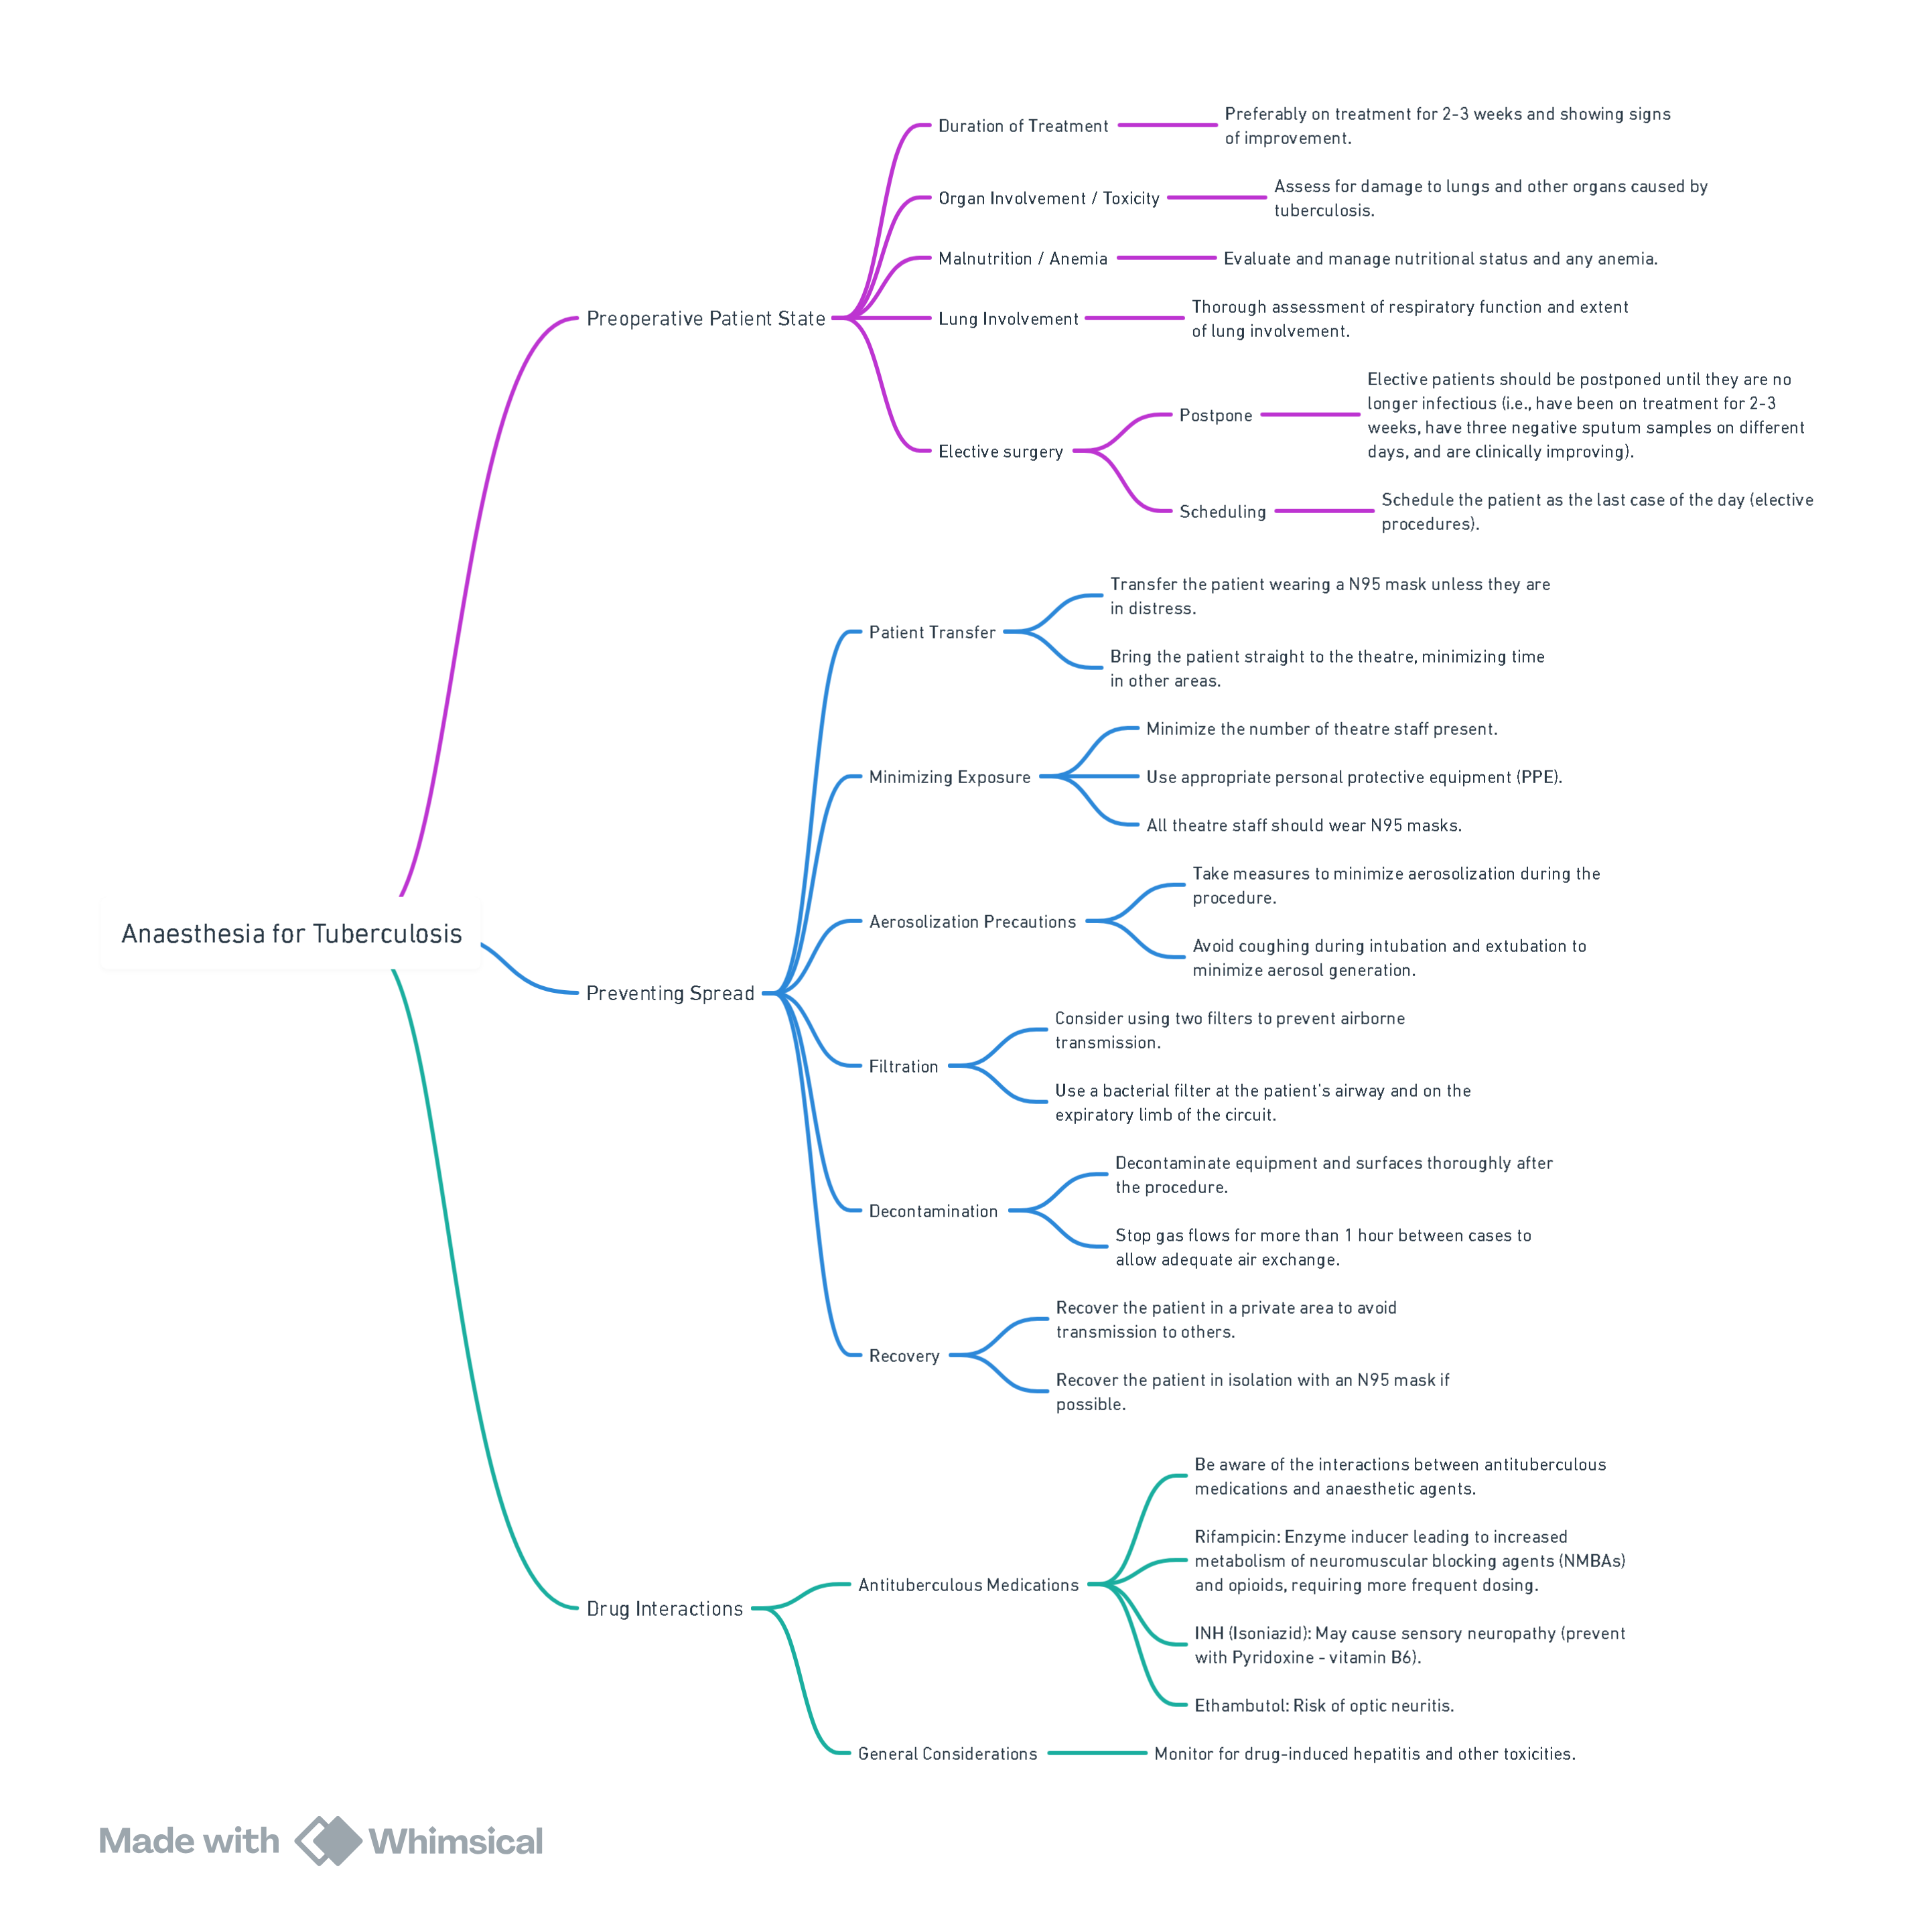 Duration of Treatment
Preferably on treatment for 2-3 weeks and showing signs
of improvement.
Organ Involvement / Toxicity
Assess for damage to lungs and other organs caused by
tuberculosis.
Malnutrition / Anemia
Evaluate and manage nutritional status and any anemia.
Preoperative Patient State
Lung Involvement
Thorough assessment of respiratory function and extent
of lung involvement.
Elective surgery
Postpone
Elective patients should be postponed until they are no
longer infectious (i.e., have been on treatment for 2-3
weeks, have three negative sputum samples on different
days, and are clinically improving).
Scheduling
Schedule the patient as the last case of the day (elective
procedures).
Anaesthesia for Tuberculosis
Preventing Spread
Patient Transfer
Transfer the patient wearing a N95 mask unless they are
in distress.
Bring the patient straight to the theatre, minimizing time
in other areas.
Minimizing Exposure
Minimize the number of theatre staff present.
Use appropriate personal protective equipment (PPE).
All theatre staff should wear N95 masks.
Aerosolization Precautions
Take measures to minimize aerosolization during the
procedure.
Avoid coughing during intubation and extubation to
minimize aerosol generation.
Filtration
Consider using two filters to prevent airborne
transmission.
Use a bacterial filter at the patient's airway and on the
expiratory limb of the circuit.
Decontamination
Decontaminate equipment and surfaces thoroughly after
the procedure.
Stop gas flows for more than 1 hour between cases to
allow adequate air exchange.
Recovery
Recover the patient in a private area to avoid
transmission to others.
Recover the patient in isolation with an N95 mask if
possible.
Drug Interactions
Antituberculous Medications
Be aware of the interactions between antituberculous
medications and anaesthetic agents.
Rifampicin: Enzyme inducer leading to increased
metabolism of neuromuscular blocking agents (NMBAs)
and opioids, requiring more frequent dosing.
INH (Isoniazid): May cause sensory neuropathy (prevent
with Pyridoxine - vitamin B6).
Ethambutol: Risk of optic neuritis.
General Considerations
Monitor for drug-induced hepatitis and other toxicities.
Made with Whimsical